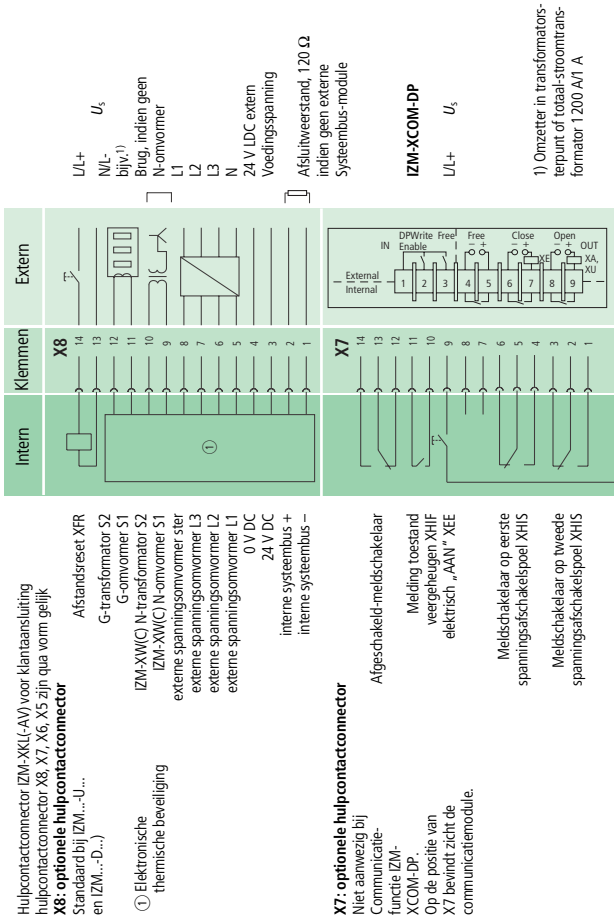 Hulpcontactconnector IZM-XKL(-AV) voor klantaansluiting
hulpcontactconnector X8, X7, X6, X5 zijn qua vorm gelijk
X8: optionele hulpcontactconnector
Standaard bij IZM...-U...
en IZM...-D...)
① Elektronische
thermische beveiliging
Intern
Klemmen
Extern
X8
Afstandsreset XFR
G-transformator S2
G-omvormer S1
IZM-XW(C) N-transformator S2
IZM-XW(C) N-omvormer S1
externe spanningsomvormer ster
externe spanningsomvormer L3
externe spanningsomvormer L2
externe spanningsomvormer L1
0 V DC
24 V DC
interne systeembus +
interne systeembus –
①
14
13
12
11
10
9
8
7
6
5
4
3
2
1
L/L+
Us
N/L-
bijv.1)
Brug, indien geen
N-omvormer
L1
L2
L3
N
24 V LDC extern
Voedingsspanning
Afsluitweerstand, 120 Ω
indien geen externe
Systeembus-module
X7: optionele hulpcontactconnector
Niet aanwezig bij
Communicatie-
functie IZM-
XCOM-DP.
Op de positie van
X7 bevindt zicht de
communicatiemodule.
Afgeschakeld-meldschakelaar
Melding toestand
veergeheugen XHIF
elektrisch „AAN" XEE
Meldschakelaar op eerste
spanningsafschakelspoel XHIS
Meldschakelaar op tweede
spanningsafschakelspoel XHIS
X7
14
13
12
11
10
9
8
7
6
5
4
3
2
1
IN
DPWrite
Enable
Free
Free
– +
Close
– +
Open
– +
OUT
XE
XA,
XU
External
Internal
1 2 3 4 5 6 7 8 9
IZM-XCOM-DP
L/L+
Us
1) Omzetter in transformators-
terpunt of totaal-stroomtrans-
formator 1200 A/1 A